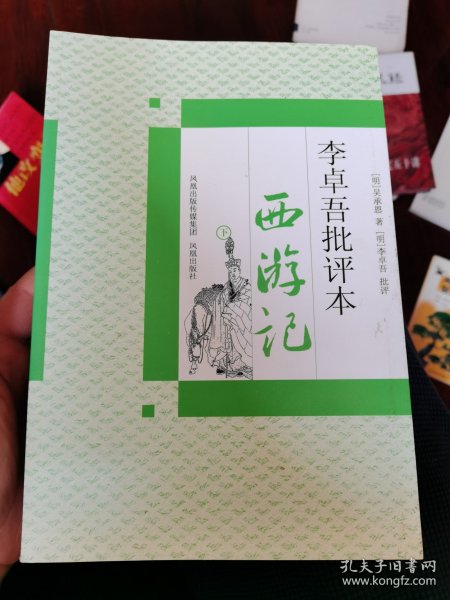 李卓吾批评本
[明]吴承恩 著 [明]李卓吾 批评
西游记
下
凤凰出版传媒集团 凤凰出版社
孔夫子旧书网
www.kongfz.com